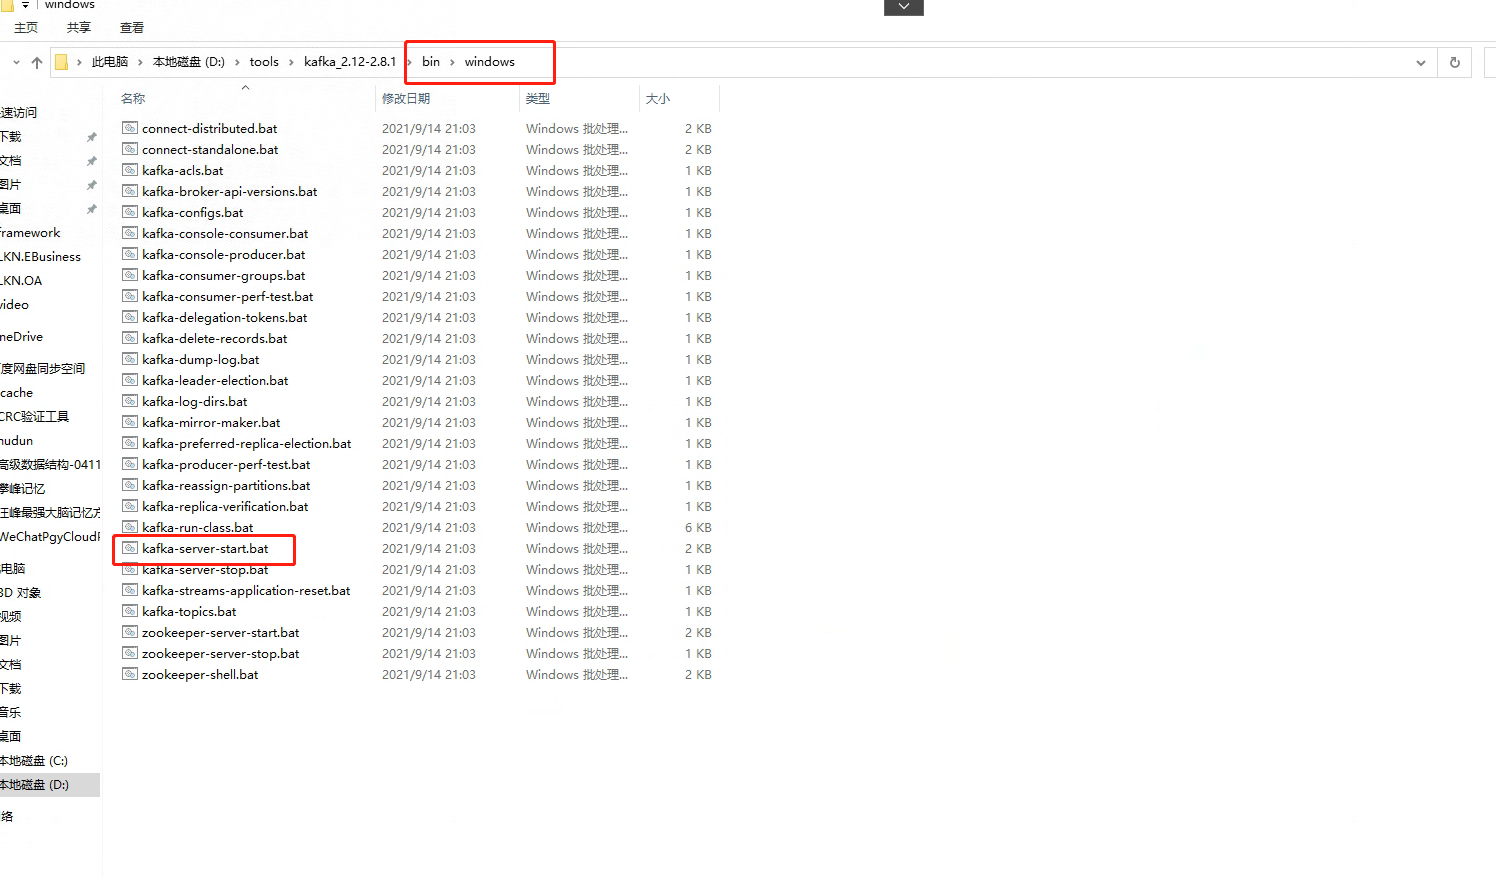 windows
主页 共享 查看
此电脑 › 本地磁盘 (D:) › tools › kafka_2.12-2.8.1 › bin › windows
名称 修改日期 类型 大小
connect-distributed.bat 2021/9/14 21:03 Windows 批处理... 2 KB
connect-standalone.bat 2021/9/14 21:03 Windows 批处理... 2 KB
kafka-acls.bat 2021/9/14 21:03 Windows 批处理... 1 KB
kafka-broker-api-versions.bat 2021/9/14 21:03 Windows 批处理... 1 KB
kafka-configs.bat 2021/9/14 21:03 Windows 批处理... 1 KB
kafka-console-consumer.bat 2021/9/14 21:03 Windows 批处理... 1 KB
kafka-console-producer.bat 2021/9/14 21:03 Windows 批处理... 1 KB
kafka-consumer-groups.bat 2021/9/14 21:03 Windows 批处理... 1 KB
kafka-consumer-perf-test.bat 2021/9/14 21:03 Windows 批处理... 1 KB
kafka-delegation-tokens.bat 2021/9/14 21:03 Windows 批处理... 1 KB
kafka-delete-records.bat 2021/9/14 21:03 Windows 批处理... 1 KB
kafka-dump-log.bat 2021/9/14 21:03 Windows 批处理... 1 KB
kafka-leader-election.bat 2021/9/14 21:03 Windows 批处理... 1 KB
kafka-log-dirs.bat 2021/9/14 21:03 Windows 批处理... 1 KB
kafka-mirror-maker.bat 2021/9/14 21:03 Windows 批处理... 1 KB
kafka-preferred-replica-election.bat 2021/9/14 21:03 Windows 批处理... 1 KB
kafka-producer-perf-test.bat 2021/9/14 21:03 Windows 批处理... 1 KB
kafka-reassign-partitions.bat 2021/9/14 21:03 Windows 批处理... 1 KB
kafka-replica-verification.bat 2021/9/14 21:03 Windows 批处理... 1 KB
kafka-run-class.bat 2021/9/14 21:03 Windows 批处理... 6 KB
kafka-server-start.bat 2021/9/14 21:03 Windows 批处理... 2 KB
kafka-server-stop.bat 2021/9/14 21:03 Windows 批处理... 1 KB
kafka-streams-application-reset.bat 2021/9/14 21:03 Windows 批处理... 1 KB
kafka-topics.bat 2021/9/14 21:03 Windows 批处理... 1 KB
zookeeper-server-start.bat 2021/9/14 21:03 Windows 批处理... 2 KB
zookeeper-server-stop.bat 2021/9/14 21:03 Windows 批处理... 1 KB
zookeeper-shell.bat 2021/9/14 21:03 Windows 批处理... 2 KB
速访问
下载
文档
图片
桌面
framework
LKN.EBusiness
LKN.OA
video
neDrive
度网盘同步空间
cache
CRC验证工具
nudun
高级数据结构-0411
攀峰记忆
王峰最强大脑记忆方
WeChatPgyCloudP
电脑
3D 对象
视频
图片
文档
下载
音乐
桌面
本地磁盘 (C:)
本地磁盘 (D:)
络